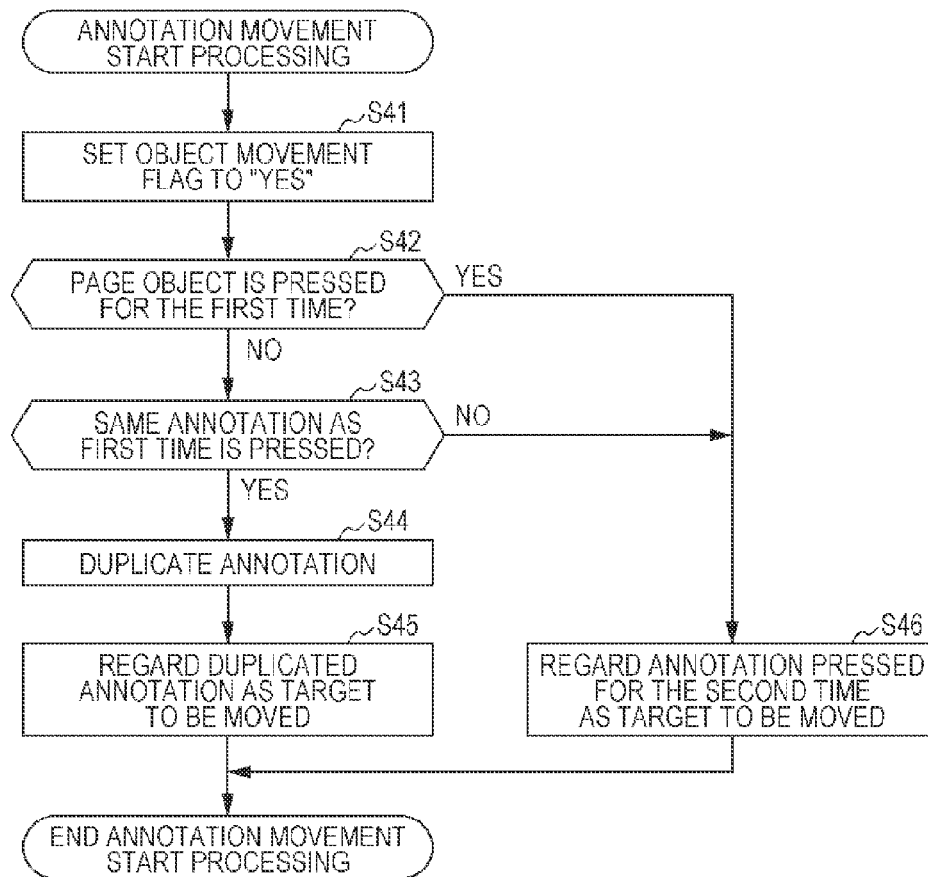 ANNOTATION MOVEMENT
START PROCESSING
S41
SET OBJECT MOVEMENT
FLAG TO "YES"
S42
PAGE OBJECT IS PRESSED
FOR THE FIRST TIME?
YES
NO
S43
SAME ANNOTATION AS
FIRST TIME IS PRESSED?
NO
YES
S44
DUPLICATE ANNOTATION
S45
REGARD DUPLICATED
ANNOTATION AS TARGET
TO BE MOVED
S46
REGARD ANNOTATION PRESSED
FOR THE SECOND TIME
AS TARGET TO BE MOVED
END ANNOTATION MOVEMENT
START PROCESSING